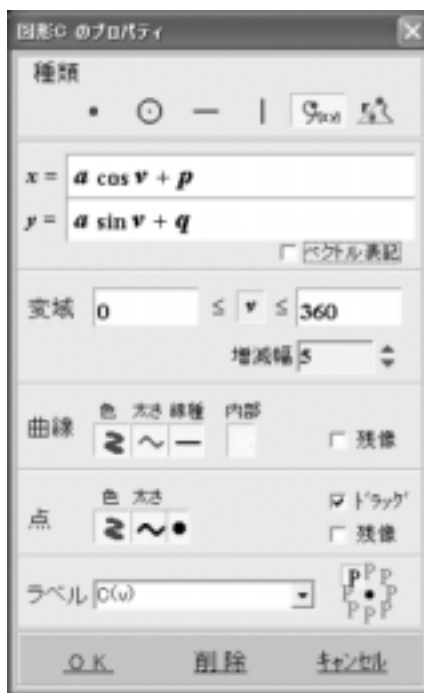 図形C のプロパティ
種類
x = a cos v + p
y = a sin v + q
ベクトル表記
変域 0 ≤ v ≤ 360
増減幅 5
色 太さ 線種 内部
曲線 残像
色 太さ
点 ドラッグ
残像
ラベル C(v)
P P P
P P
P P P
OK 削除 キャンセル